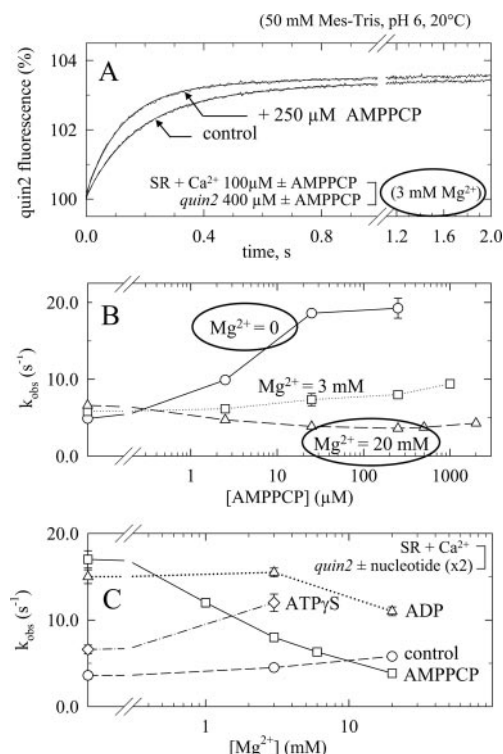 (50 mM Mes-Tris, pH 6, 20°C)
A
quin2 fluorescence (%)
104
102
100
+ 250 µM AMPPCP
control
SR + Ca²⁺ 100µM ± AMPPCP
quin2 400 µM ± AMPPCP
(3 mM Mg²⁺)
0.0 0.4 0.8 1.2 1.6 2.0
time, s
B
k_obs (s⁻¹)
20.0
10.0
0.0
Mg²⁺ = 0
Mg²⁺ = 3 mM
Mg²⁺ = 20 mM
1 10 100 1000
[AMPPCP] (µM)
C
k_obs (s⁻¹)
20.0
10.0
0.0
SR + Ca²⁺
quin2 ± nucleotide (x2)
ATPγS
ADP
control
AMPPCP
1 10
[Mg²⁺] (mM)